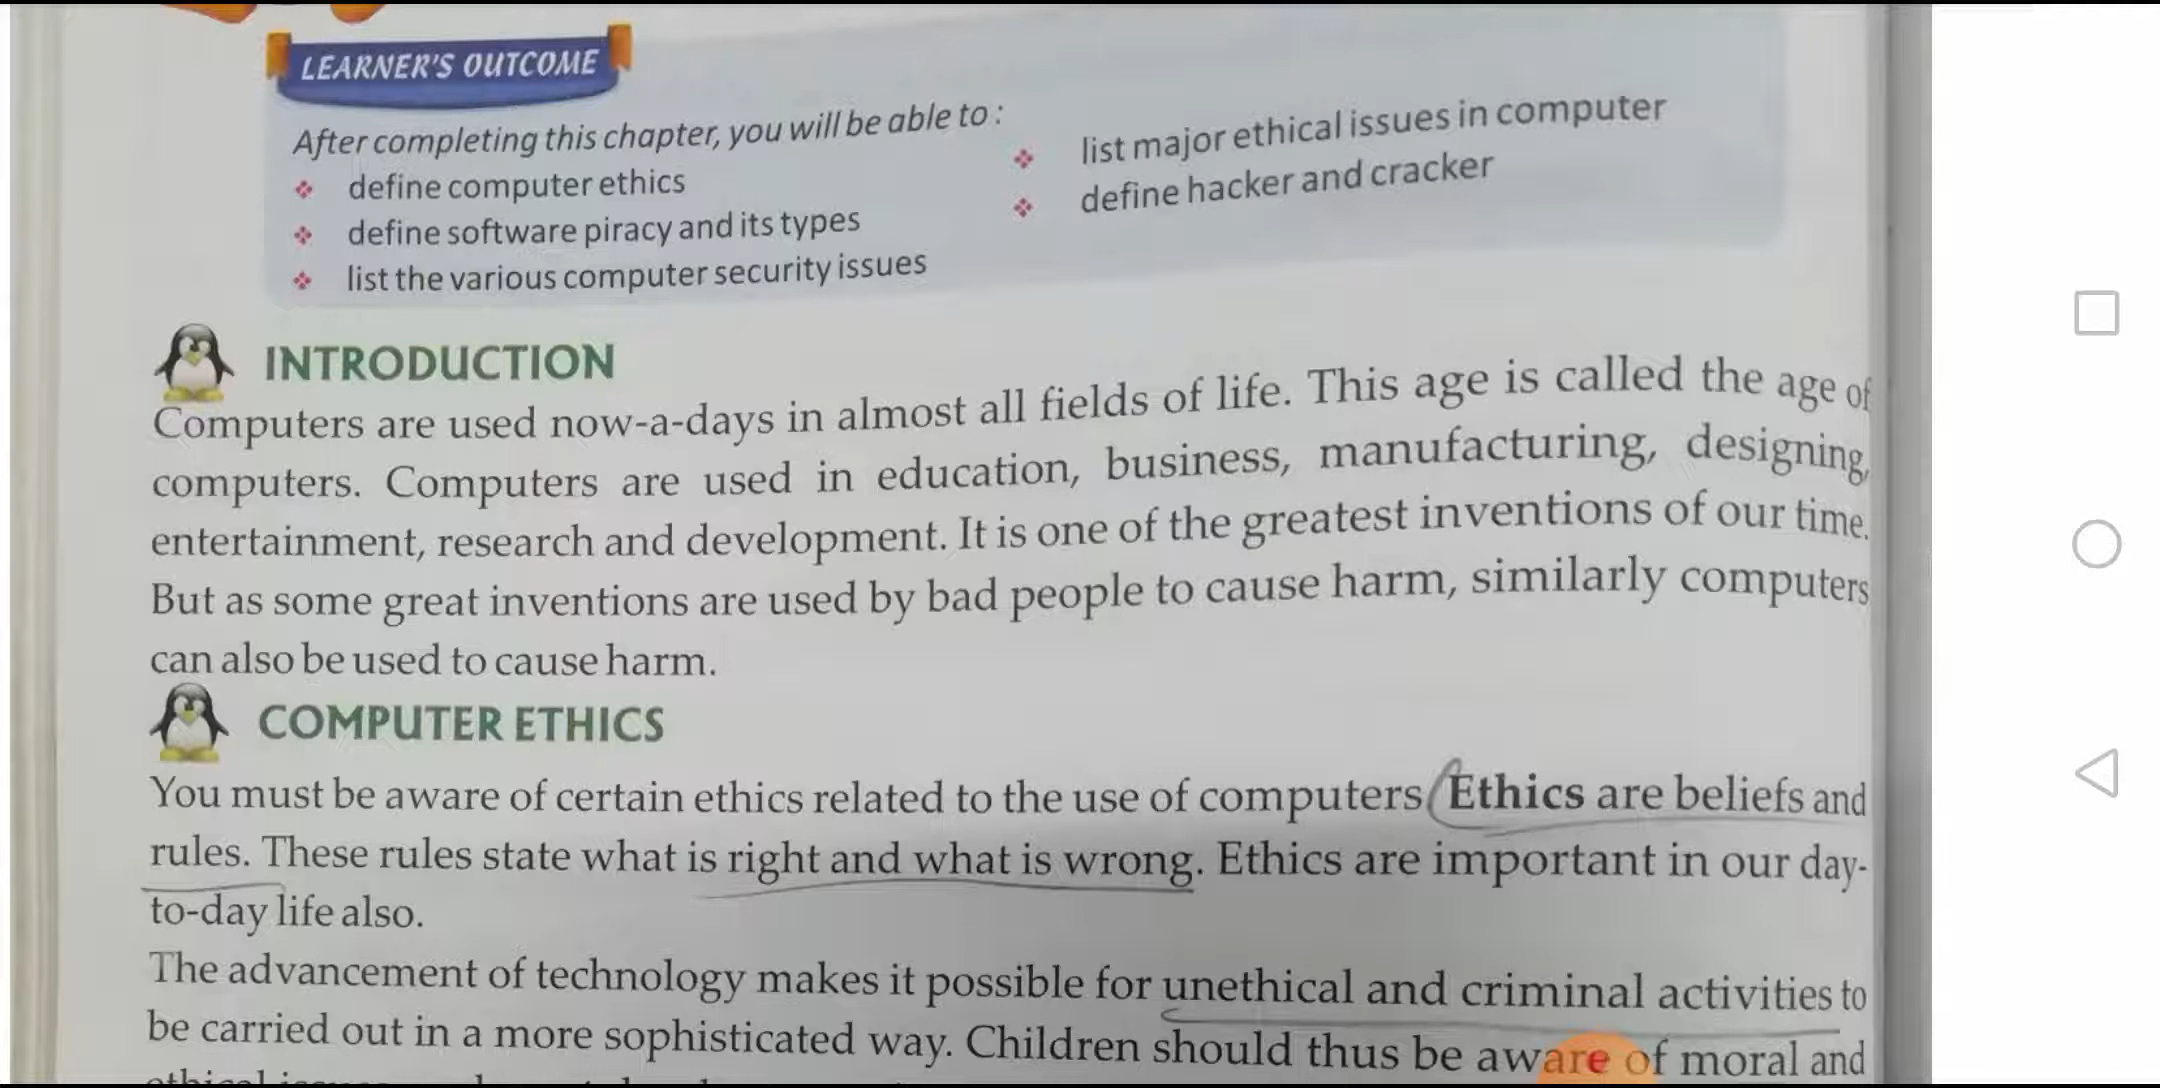 LEARNER'S OUTCOME
After completing this chapter, you will be able to :
define computer ethics
define software piracy and its types
list the various computer security issues
list major ethical issues in computer
define hacker and cracker
INTRODUCTION
Computers are used now-a-days in almost all fields of life. This age is called the age of
computers. Computers are used in education, business, manufacturing, designing,
entertainment, research and development. It is one of the greatest inventions of our time.
But as some great inventions are used by bad people to cause harm, similarly computers
can also be used to cause harm.
COMPUTER ETHICS
You must be aware of certain ethics related to the use of computers Ethics are beliefs and
rules. These rules state what is right and what is wrong. Ethics are important in our day-
to-day life also.
The advancement of technology makes it possible for unethical and criminal activities to
be carried out in a more sophisticated way. Children should thus be aware of moral and